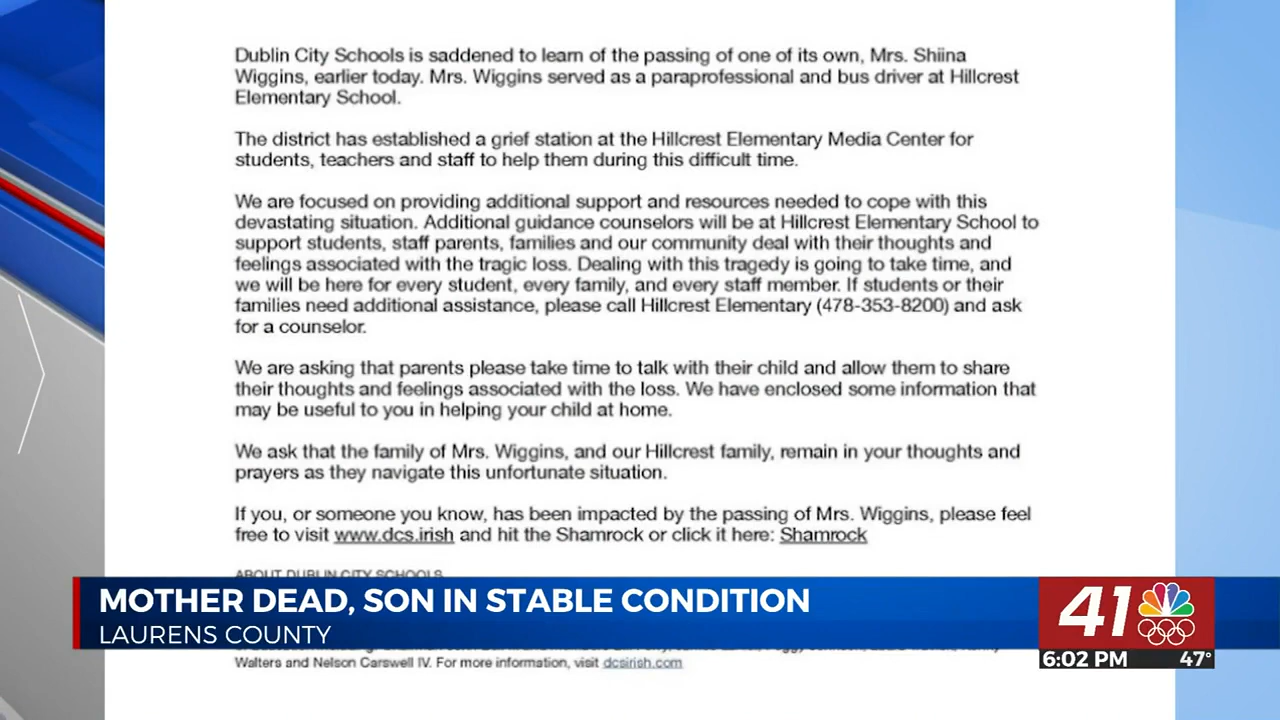 Dublin City Schools is saddened to learn of the passing of one of its own, Mrs. Shiina
Wiggins, earlier today. Mrs. Wiggins served as a paraprofessional and bus driver at Hillcrest
Elementary School.
The district has established a grief station at the Hillcrest Elementary Media Center for
students, teachers and staff to help them during this difficult time.
We are focused on providing additional support and resources needed to cope with this
devastating situation. Additional guidance counselors will be at Hillcrest Elementary School to
support students, staff parents, families and our community deal with their thoughts and
feelings associated with the tragic loss. Dealing with this tragedy is going to take time, and
we will be here for every student, every family, and every staff member. If students or their
families need additional assistance, please call Hillcrest Elementary (478-353-8200) and ask
for a counselor.
We are asking that parents please take time to talk with their child and allow them to share
their thoughts and feelings associated with the loss. We have enclosed some information that
may be useful to you in helping your child at home.
We ask that the family of Mrs. Wiggins, and our Hillcrest family, remain in your thoughts and
prayers as they navigate this unfortunate situation.
If you, or someone you know, has been impacted by the passing of Mrs. Wiggins, please feel
free to visit www.dcs.irish and hit the Shamrock or click it here: Shamrock
ABOUT DUBLIN CITY SCHOOLS
MOTHER DEAD, SON IN STABLE CONDITION
LAURENS COUNTY
41
6:02 PM 47°
Walters and Nelson Carswell IV. For more information, visit dcsirish.com